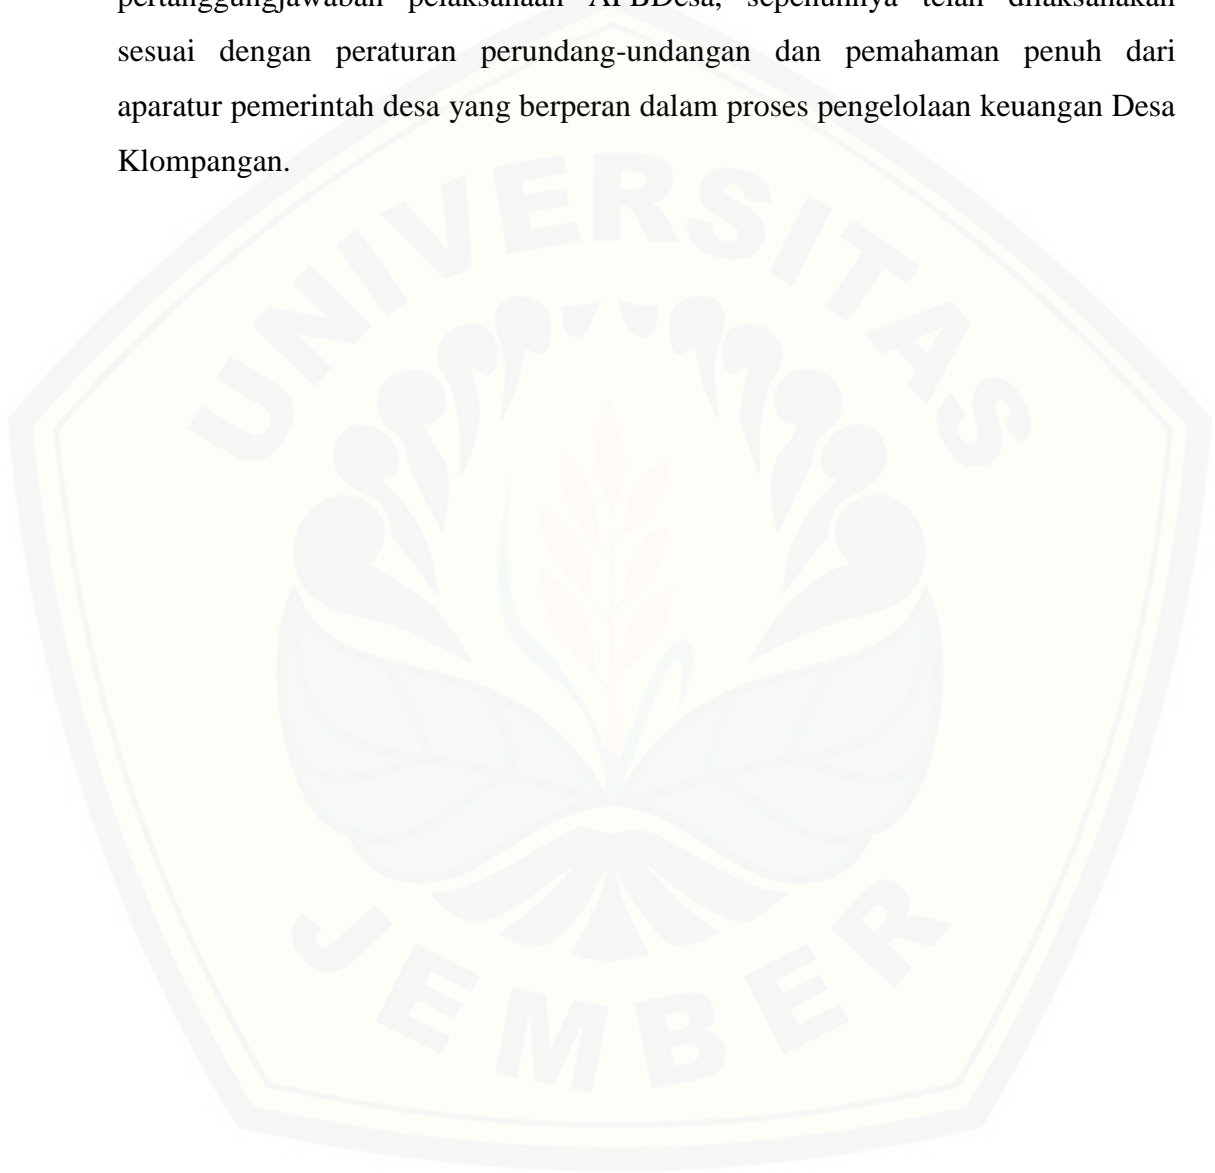 pertanggungjawaban pelaksanaan APBDesa, sepenuhnya telah dilaksanakan
sesuai dengan peraturan perundang-undangan dan pemahaman penuh dari
aparatur pemerintah desa yang berperan dalam proses pengelolaan keuangan Desa
Klompangan.
UNIVERSITAS
JEMBER